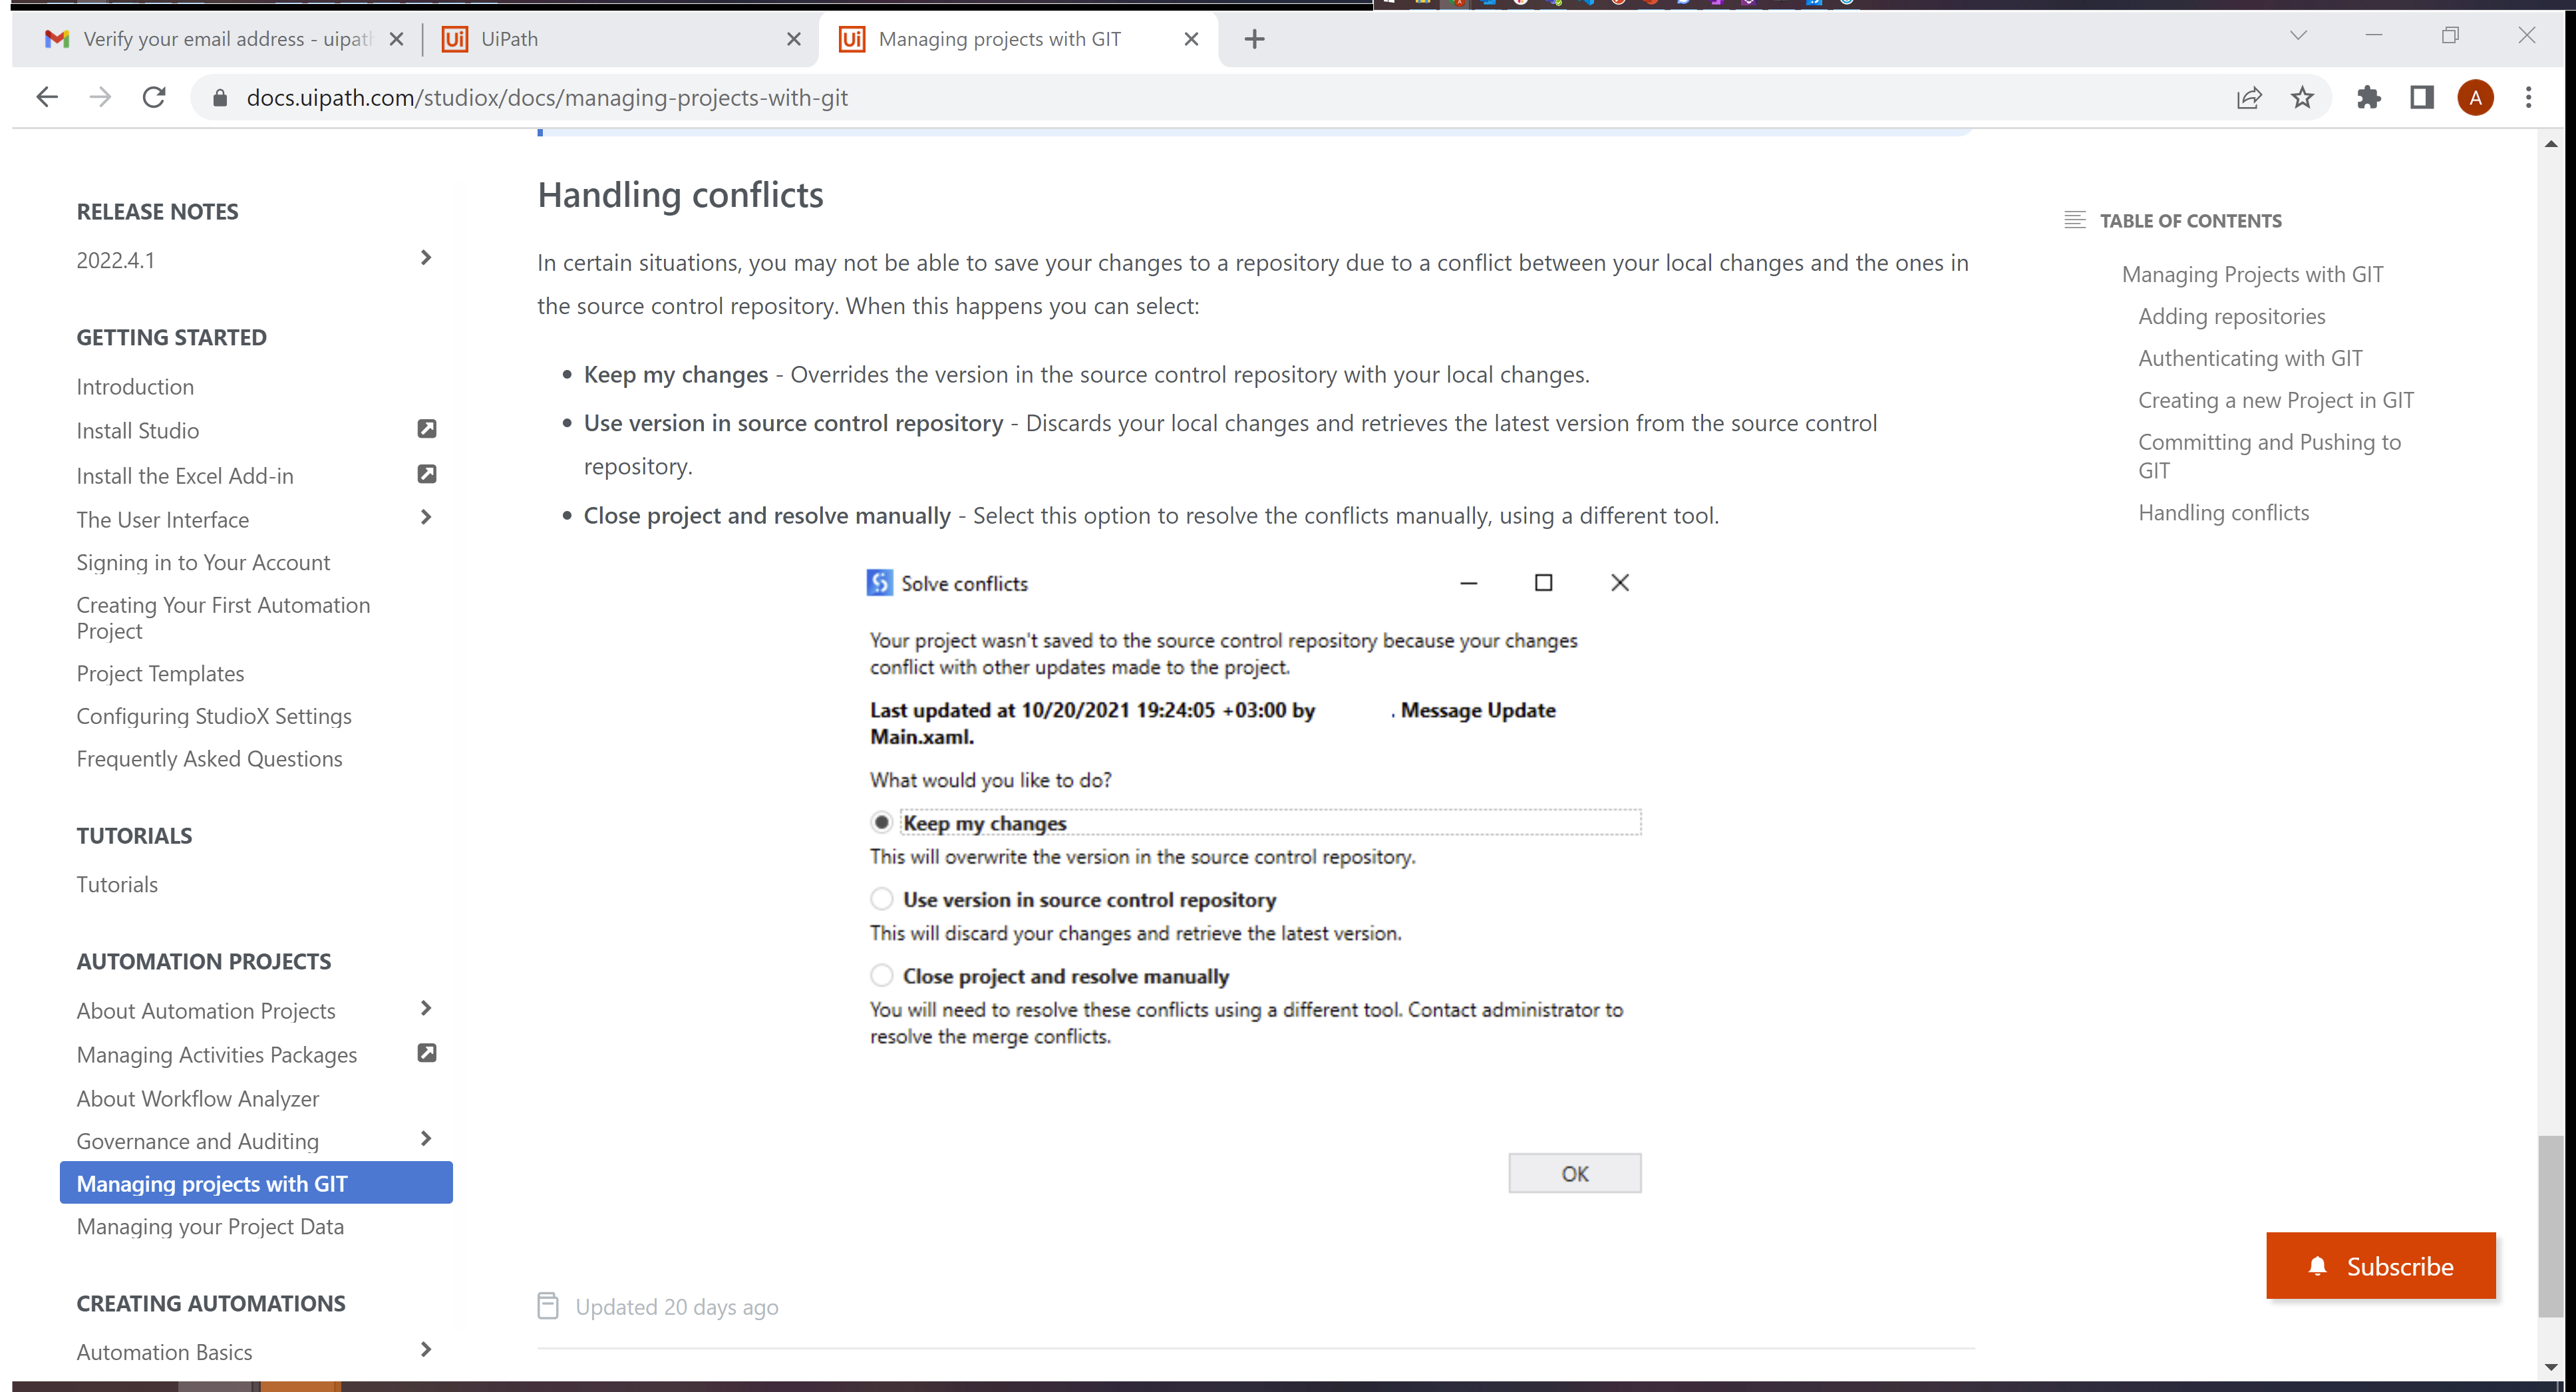 Verify your email address - uipat
UiPath
Managing projects with GIT
docs.uipath.com/studiox/docs/managing-projects-with-git
A
RELEASE NOTES
2022.4.1
GETTING STARTED
Introduction
Install Studio
Install the Excel Add-in
The User Interface
Signing in to Your Account
Creating Your First Automation
Project
Project Templates
Configuring StudioX Settings
Frequently Asked Questions
TUTORIALS
Tutorials
AUTOMATION PROJECTS
About Automation Projects
Managing Activities Packages
About Workflow Analyzer
Governance and Auditing
Managing projects with GIT
Managing your Project Data
CREATING AUTOMATIONS
Automation Basics
Handling conflicts
In certain situations, you may not be able to save your changes to a repository due to a conflict between your local changes and the ones in
the source control repository. When this happens you can select:
• Keep my changes - Overrides the version in the source control repository with your local changes.
• Use version in source control repository - Discards your local changes and retrieves the latest version from the source control
repository.
• Close project and resolve manually - Select this option to resolve the conflicts manually, using a different tool.
Solve conflicts
Your project wasn't saved to the source control repository because your changes
conflict with other updates made to the project.
Last updated at 10/20/2021 19:24:05 +03:00 by . Message Update
Main.xaml.
What would you like to do?
Keep my changes
This will overwrite the version in the source control repository.
Use version in source control repository
This will discard your changes and retrieve the latest version.
Close project and resolve manually
You will need to resolve these conflicts using a different tool. Contact administrator to
resolve the merge conflicts.
OK
Updated 20 days ago
TABLE OF CONTENTS
Managing Projects with GIT
Adding repositories
Authenticating with GIT
Creating a new Project in GIT
Committing and Pushing to
GIT
Handling conflicts
Subscribe